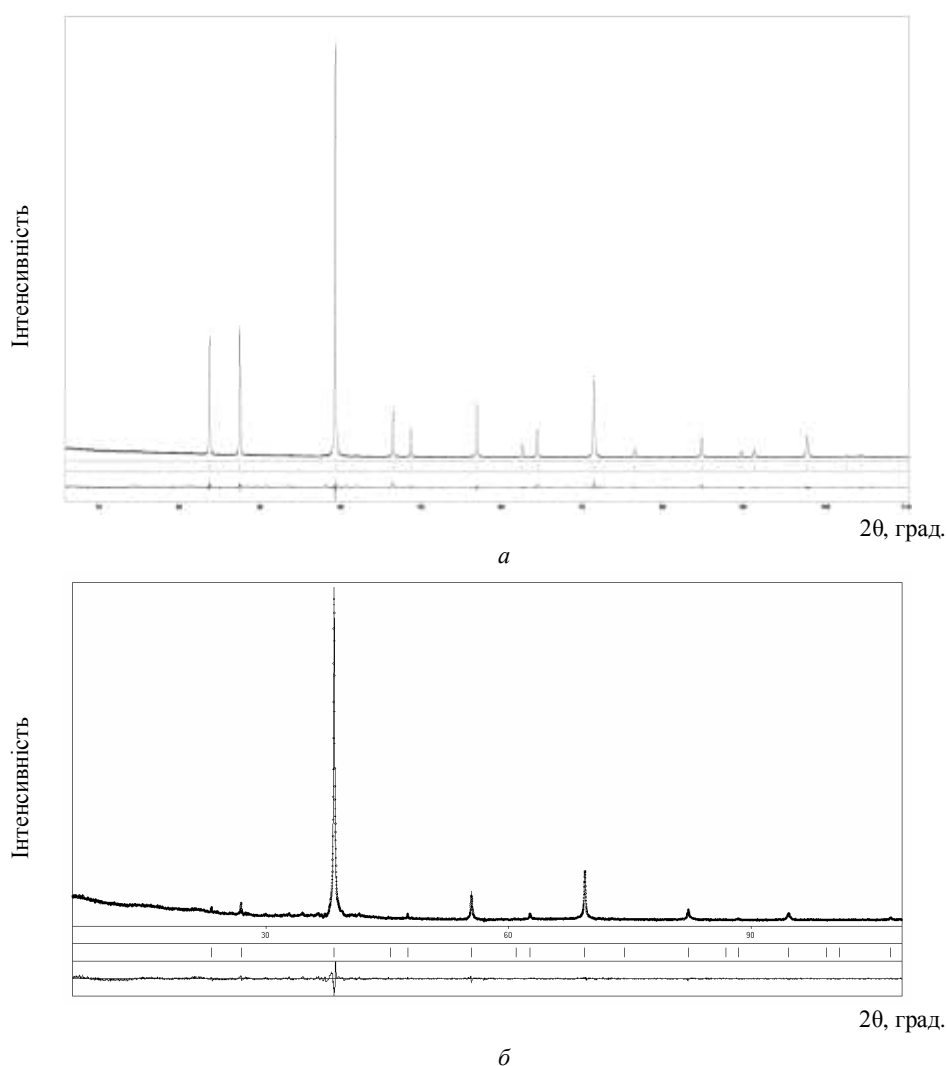 Інтенсивність
2θ, град.
а
Інтенсивність
30 60 90
2θ, град.
б